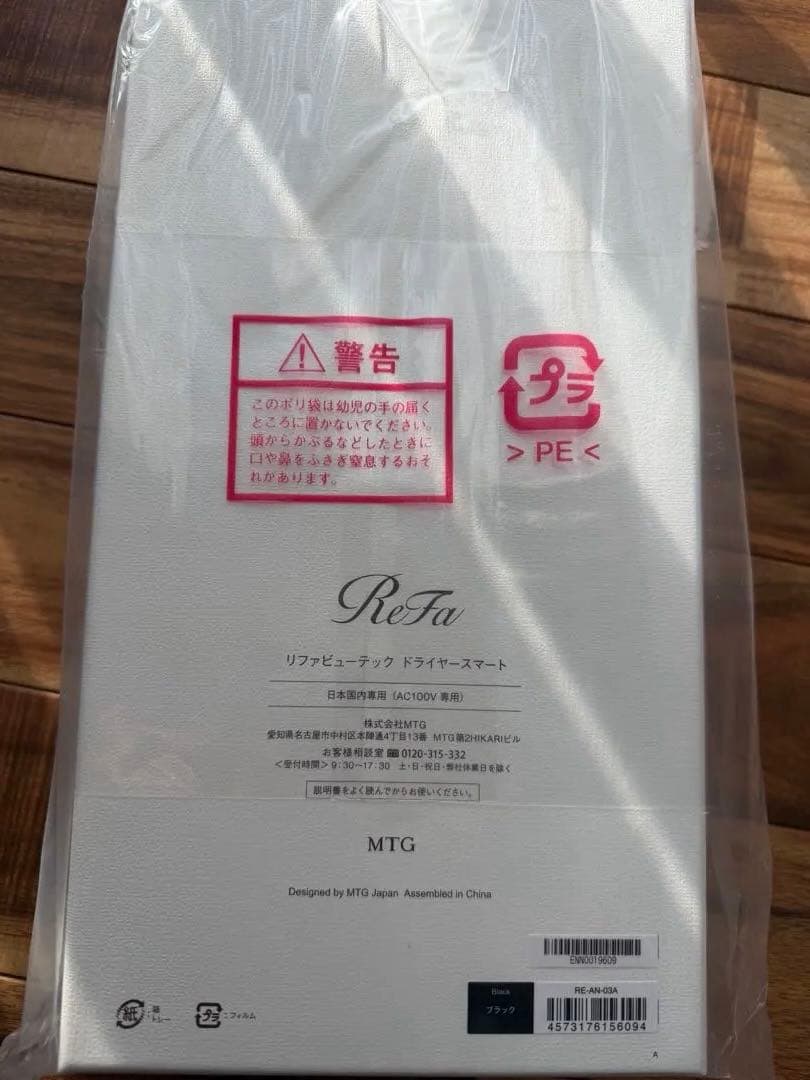 警告
このポリ袋は幼児の手の届く
ところに置かないでください。
頭からかぶるなどしたときに
口や鼻をふさぎ窒息するおそ
れがあります。
プラ
> PE <
ReFa
リファビューテック ドライヤースマート
日本国内専用（AC100V 専用）
株式会社MTG
愛知県名古屋市中村区本陣通4丁目13番 MTG第2HIKARIビル
お客様相談室 0120-315-332
＜受付時間＞9:30〜17:30 土・日・祝日・弊社休業日を除く
説明書をよく読んでからお使いください。
MTG
Designed by MTG Japan Assembled in China
ENN0019609
Black
ブラック
RE-AN-03A
4573176156094
紙 :箱
トレー
プラ :フィルム
A